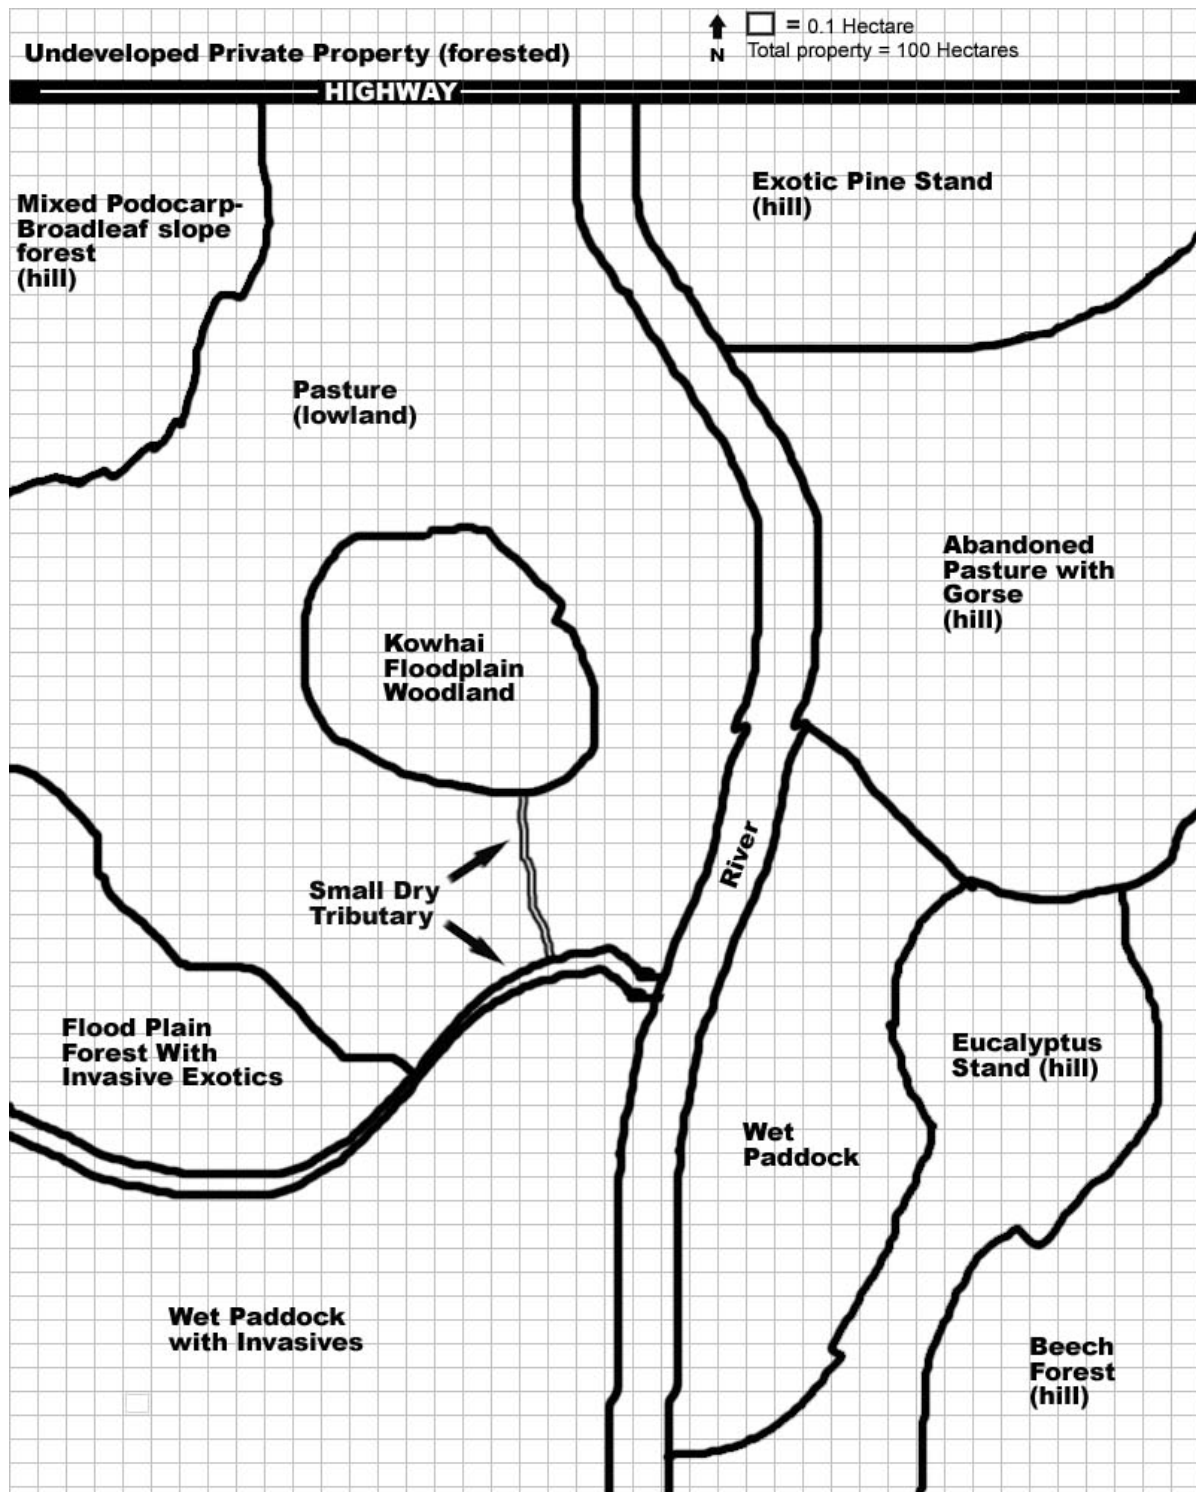 = 0.1 Hectare
Undeveloped Private Property (forested)
N
Total property = 100 Hectares
HIGHWAY
Exotic Pine Stand
(hill)
Mixed Podocarp-
Broadleaf slope
forest
(hill)
Pasture
(lowland)
Abandoned
Pasture with
Gorse
(hill)
Kowhai
Floodplain
Woodland
River
Small Dry
Tributary
Flood Plain
Forest With
Invasive Exotics
Eucalyptus
Stand (hill)
Wet
Paddock
Wet Paddock
with Invasives
Beech
Forest
(hill)